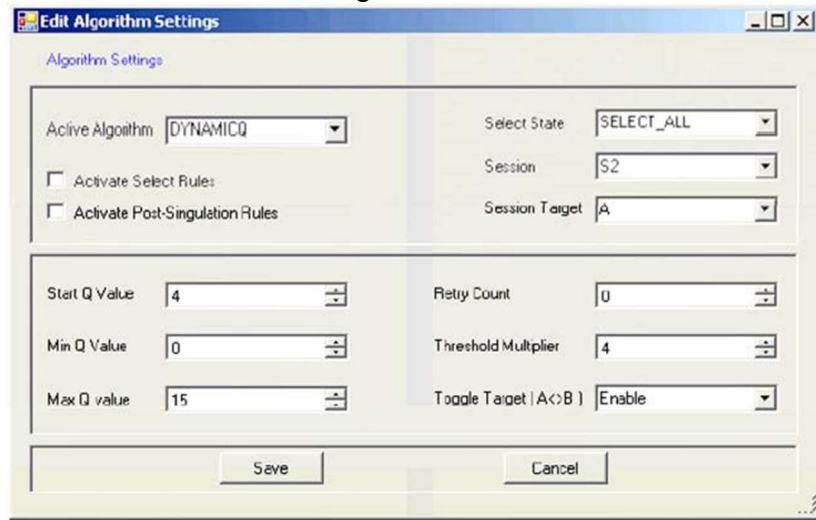 Edit Algorithm Settings
Algorithm Settings
Active Algorithm DYNAMICQ
Select State SELECT_ALL
Activate Select Rules
Session S2
Activate Post-Singulation Rules
Session Target A
Start Q Value 4
Retry Count 0
Min Q Value 0
Threshold Multiplier 4
Max Q value 15
Toggle Target ( A<>B ) Enable
Save
Cancel